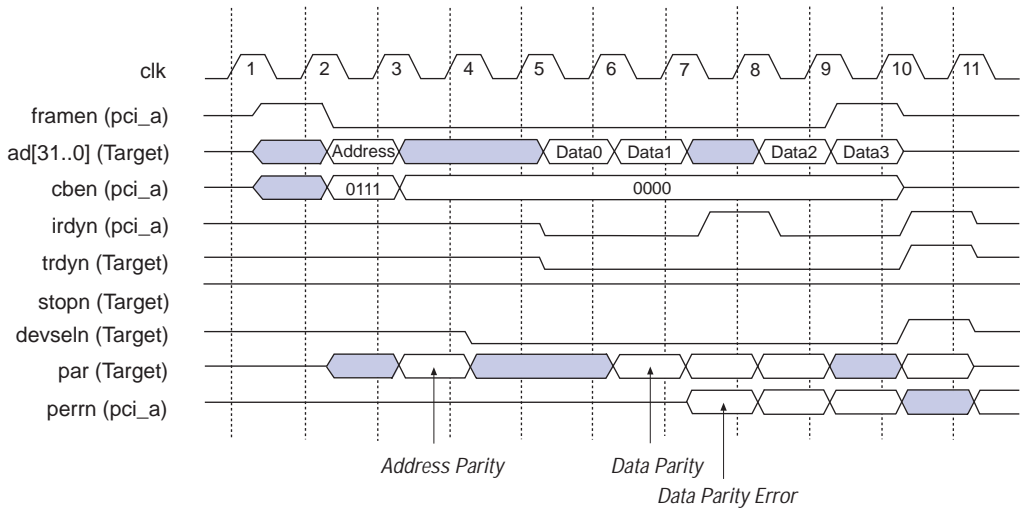 clk 1 2 3 4 5 6 7 8 9 10 11
framen (pci_a)
ad[31..0] (Target) Address Data0 Data1 Data2 Data3
cben (pci_a) 0111 0000
irdyn (pci_a)
trdyn (Target)
stopn (Target)
devseln (Target)
par (Target)
perrn (pci_a)
Address Parity Data Parity
Data Parity Error